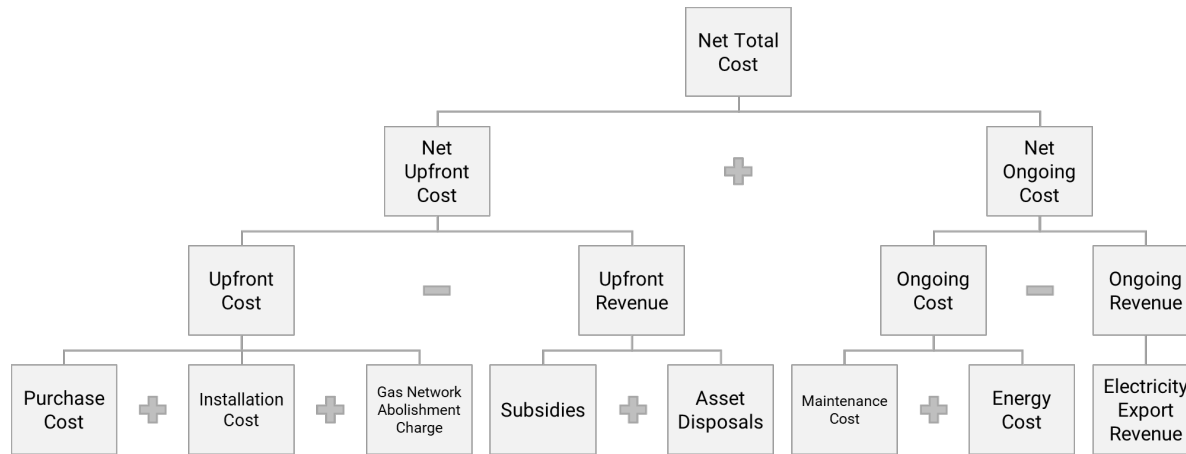 Net Total
Cost
Net
Upfront
Cost
Net
Ongoing
Cost
Upfront
Cost
Upfront
Revenue
Ongoing
Cost
Ongoing
Revenue
Purchase
Cost
Installation
Cost
Gas Network
Abolishment
Charge
Subsidies
Asset
Disposals
Maintenance
Cost
Energy
Cost
Electricity
Export
Revenue